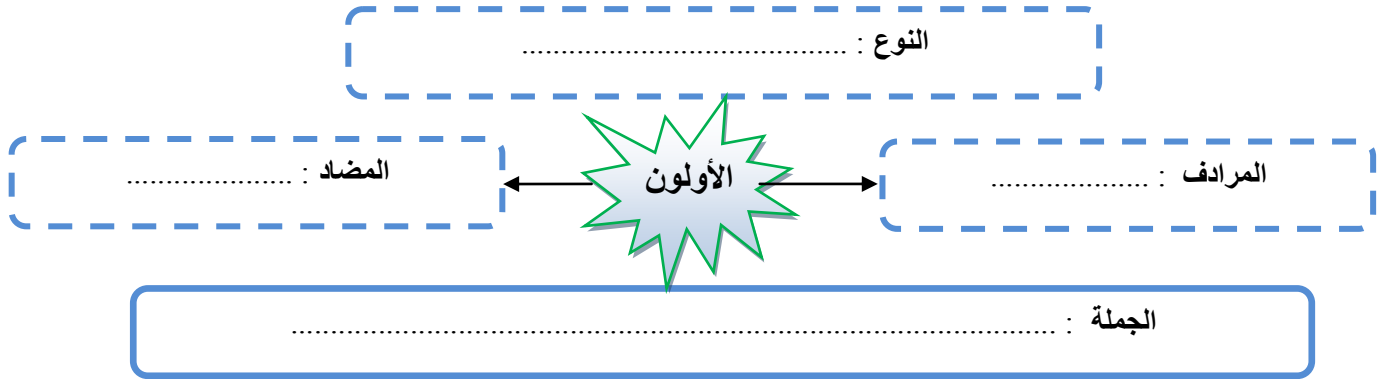 النوع : .....................................
المرادف : ....................
الأولون
المضاد : .....................
الجملة : .................................................................................................